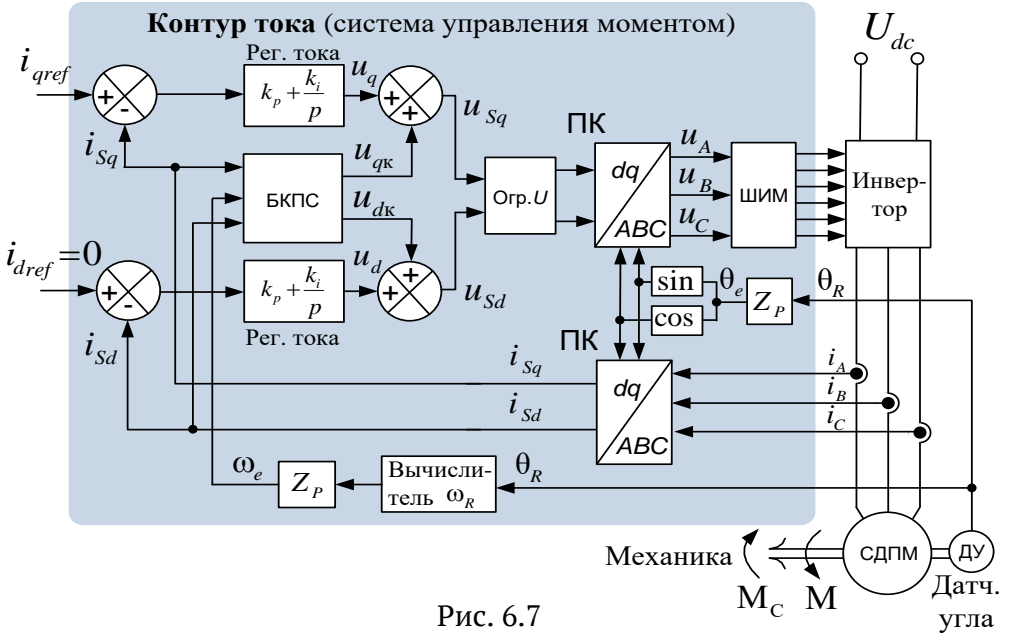 Контур тока (система управления моментом)
U_dc
Рег. тока
i_qref
+
-
k_p + k_i/p
u_q
+
+
u_Sq
ПК
i_Sq
u_qк
БКПС
u_dк
Огр.U
dq
ABC
u_A
u_B
u_C
ШИМ
Инвер-
тор
i_dref = 0
+
-
k_p + k_i/p
u_d
+
+
u_Sd
Рег. тока
sin
cos
θ_e
Z_P
θ_R
i_Sd
ПК
i_Sq
i_Sd
dq
ABC
i_A
i_B
i_C
ω_e
Z_P
Вычисли-
тель ω_R
θ_R
Механика
M_C
M
СДПМ
ДУ
Датч.
угла
Рис. 6.7